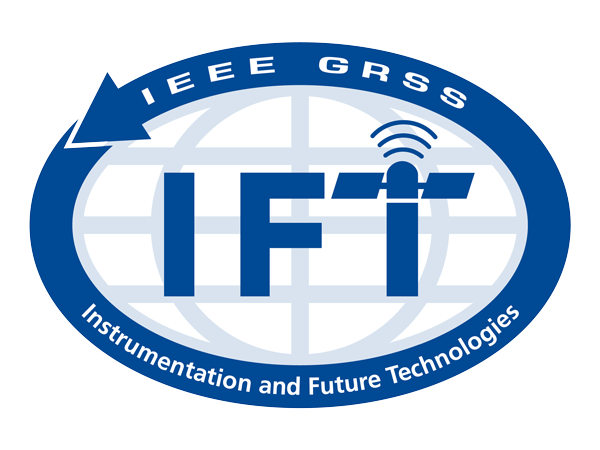 IEEE GRSS
IFT
Instrumentation and Future Technologies